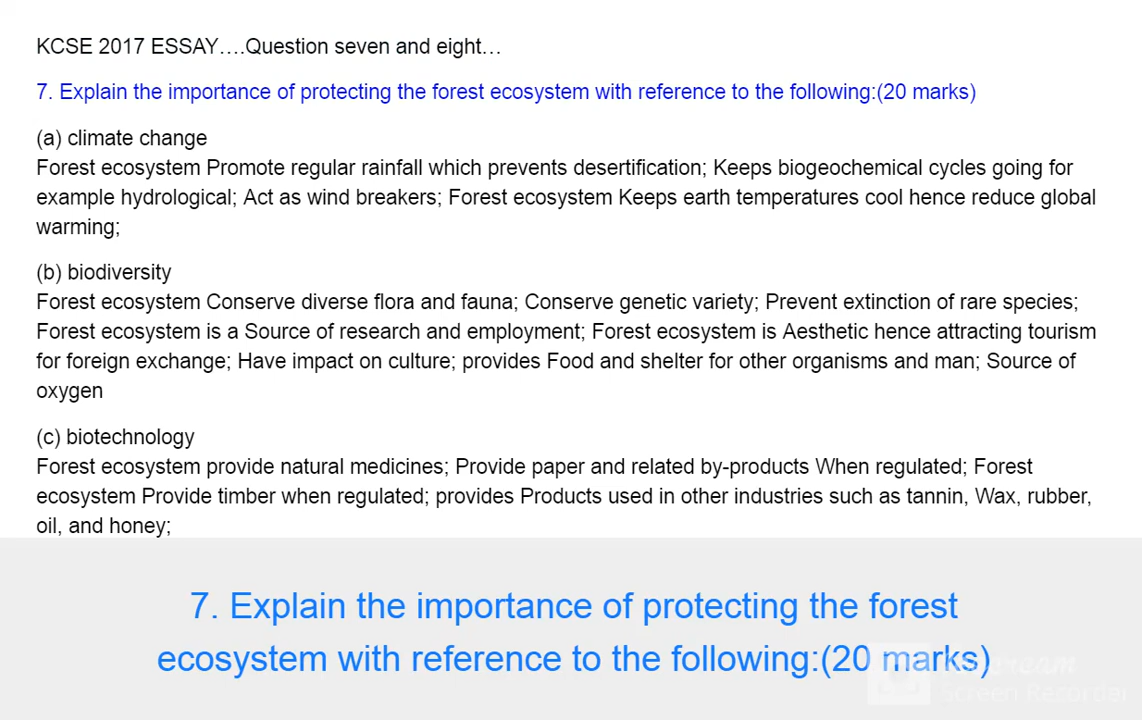 KCSE 2017 ESSAY….Question seven and eight…
7. Explain the importance of protecting the forest ecosystem with reference to the following:(20 marks)
(a) climate change
Forest ecosystem Promote regular rainfall which prevents desertification; Keeps biogeochemical cycles going for
example hydrological; Act as wind breakers; Forest ecosystem Keeps earth temperatures cool hence reduce global
warming;
(b) biodiversity
Forest ecosystem Conserve diverse flora and fauna; Conserve genetic variety; Prevent extinction of rare species;
Forest ecosystem is a Source of research and employment; Forest ecosystem is Aesthetic hence attracting tourism
for foreign exchange; Have impact on culture; provides Food and shelter for other organisms and man; Source of
oxygen
(c) biotechnology
Forest ecosystem provide natural medicines; Provide paper and related by-products When regulated; Forest
ecosystem Provide timber when regulated; provides Products used in other industries such as tannin, Wax, rubber,
oil, and honey;
7. Explain the importance of protecting the forest
ecosystem with reference to the following:(20 marks)
Screen Recorder